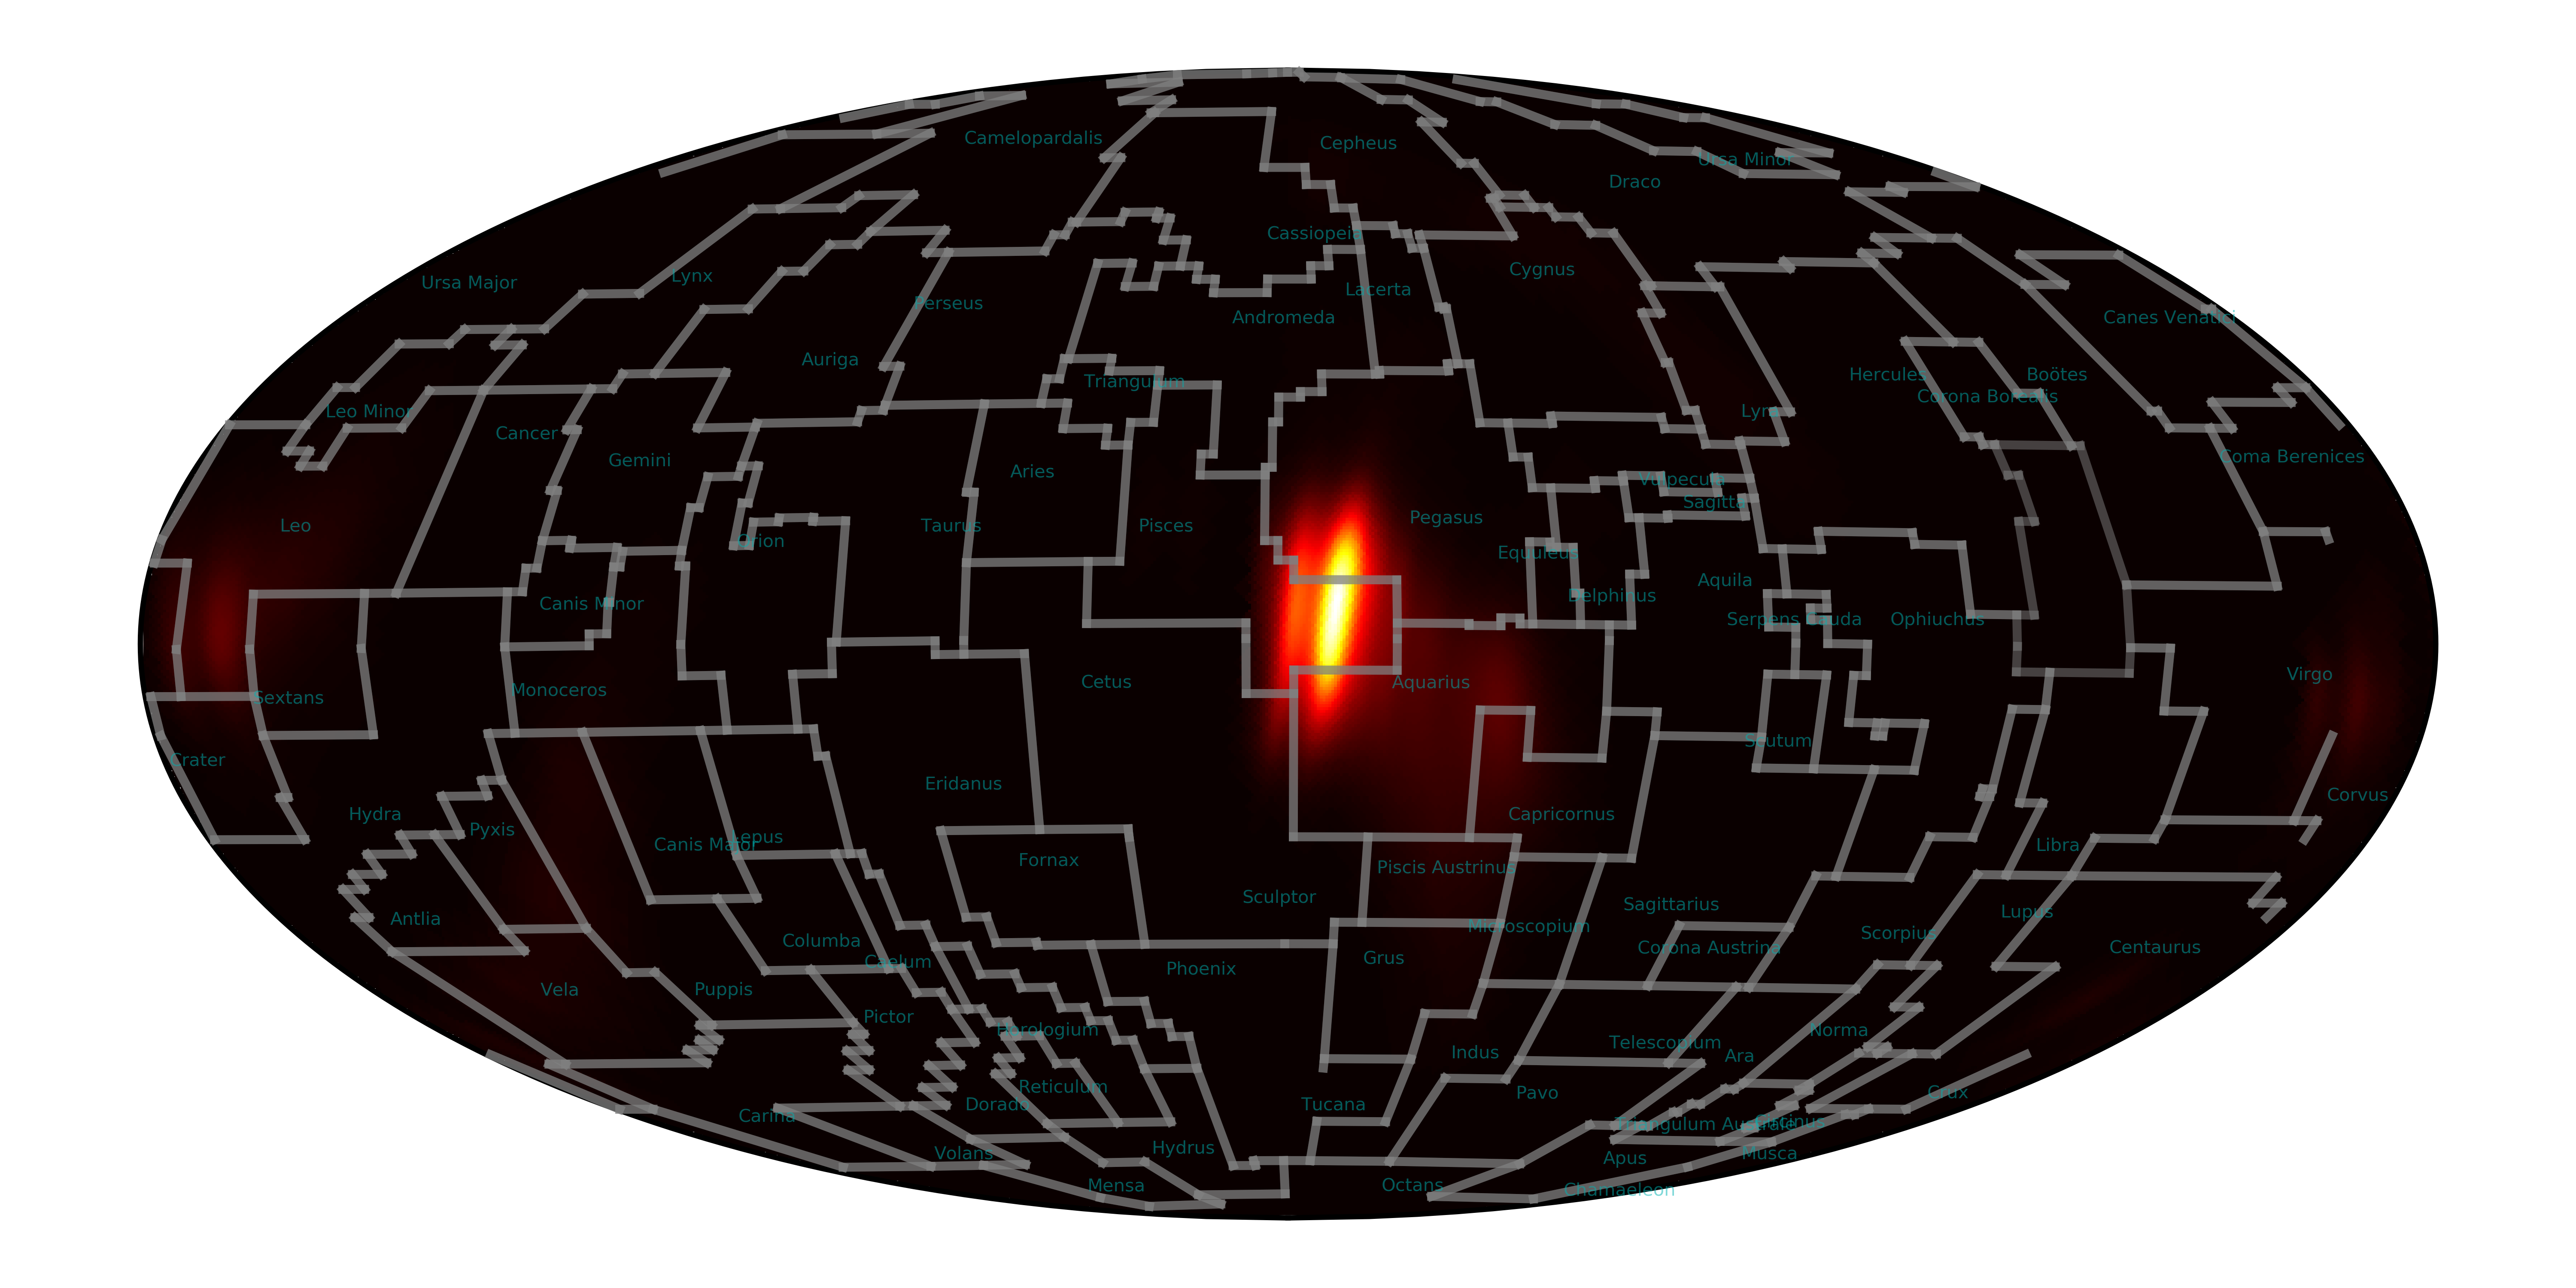 Camelopardalis
Cepheus
Ursa Minor
Draco
Cassiopeia
Cygnus
Lynx
Ursa Major
Lacerta
Perseus
Andromeda
Canes Venatici
Auriga
Hercules
Boötes
Triangulum
Corona Borealis
Leo Minor
Lyra
Cancer
Coma Berenices
Gemini
Aries
Vulpecula
Sagitta
Pegasus
Leo
Taurus
Pisces
Orion
Equuleus
Aquila
Delphinus
Canis Minor
Serpens Cauda
Ophiuchus
Virgo
Cetus
Aquarius
Monoceros
Sextans
Scutum
Crater
Eridanus
Corvus
Hydra
Capricornus
Pyxis
Lepus
Canis Major
Libra
Fornax
Piscis Austrinus
Sculptor
Sagittarius
Lupus
Antlia
Microscopium
Scorpius
Columba
Corona Austrina
Centaurus
Grus
Caelum
Phoenix
Vela
Puppis
Pictor
Horologium
Norma
Telescopium
Indus
Ara
Reticulum
Pavo
Crux
Dorado
Tucana
Carina
Circinus
Triangulum Australe
Hydrus
Volans
Musca
Apus
Mensa
Octans
Chamaeleon